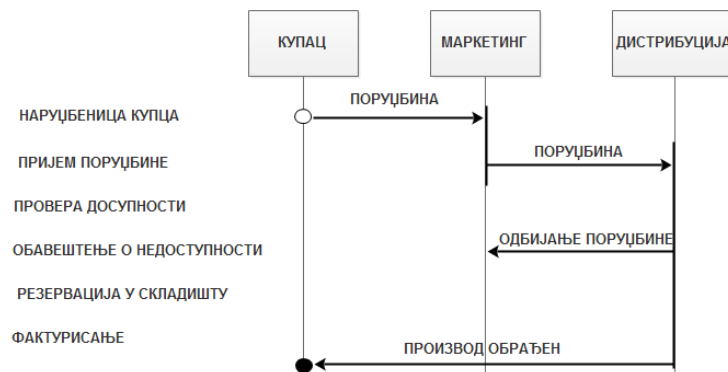 КУПАЦ
МАРКЕТИНГ
ДИСТРИБУЦИЈА
НАРУЏБЕНИЦА КУПЦА
ПОРУЏБИНА
ПРИЈЕМ ПОРУЏБИНЕ
ПОРУЏБИНА
ПРОВЕРА ДОСУПНОСТИ
ОБАВЕШТЕЊЕ О НЕДОСТУПНОСТИ
ОДБИЈАЊЕ ПОРУЏБИНЕ
РЕЗЕРВАЦИЈА У СКЛАДИШТУ
ФАКТУРИСАЊЕ
ПРОИЗВОД ОБРАЂЕН